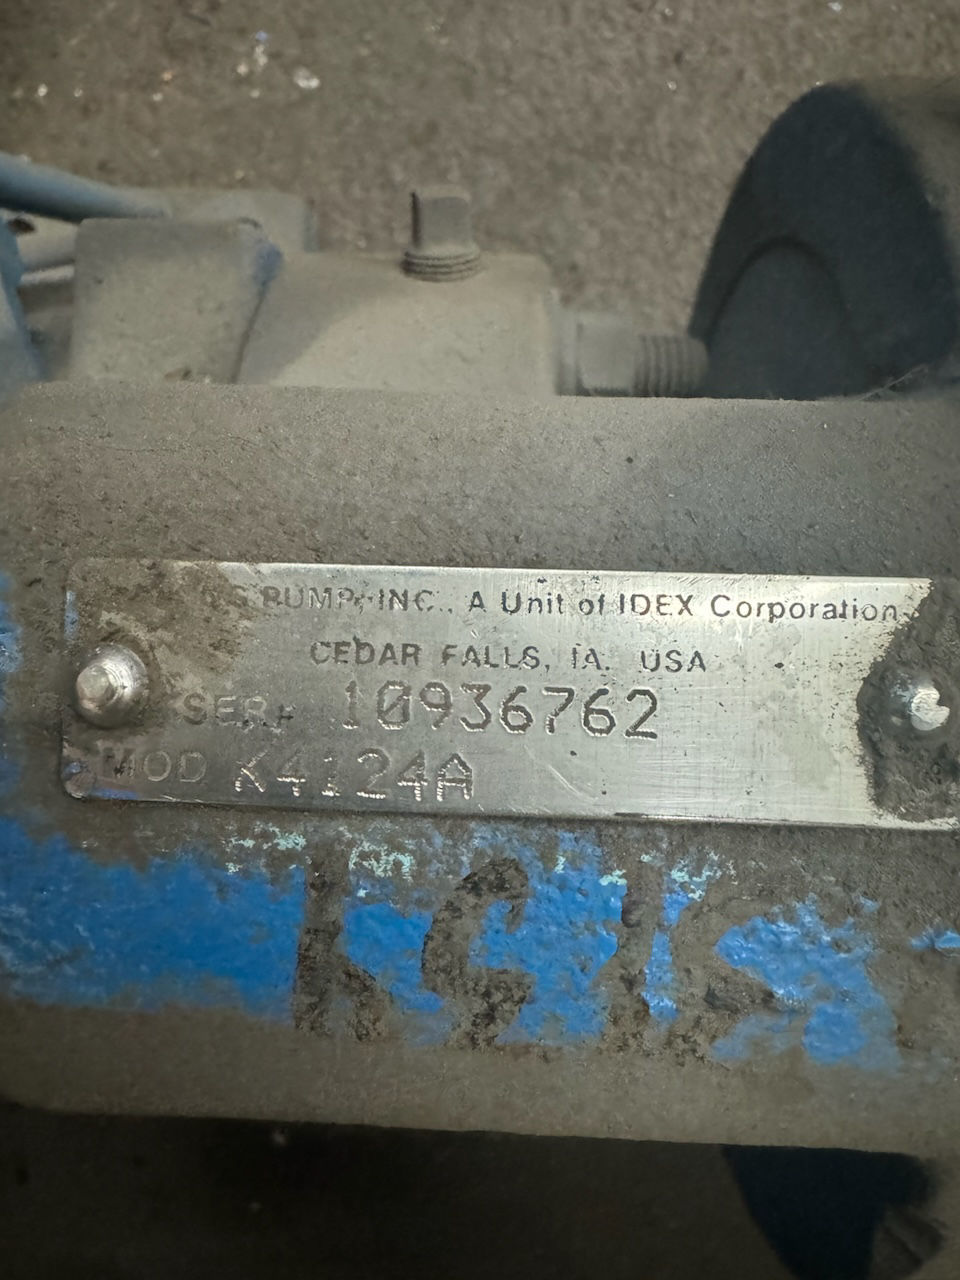 PUMP, INC., A Unit of IDEX Corporation
CEDAR FALLS, IA. USA
SER# 10936762
MOD K4124A